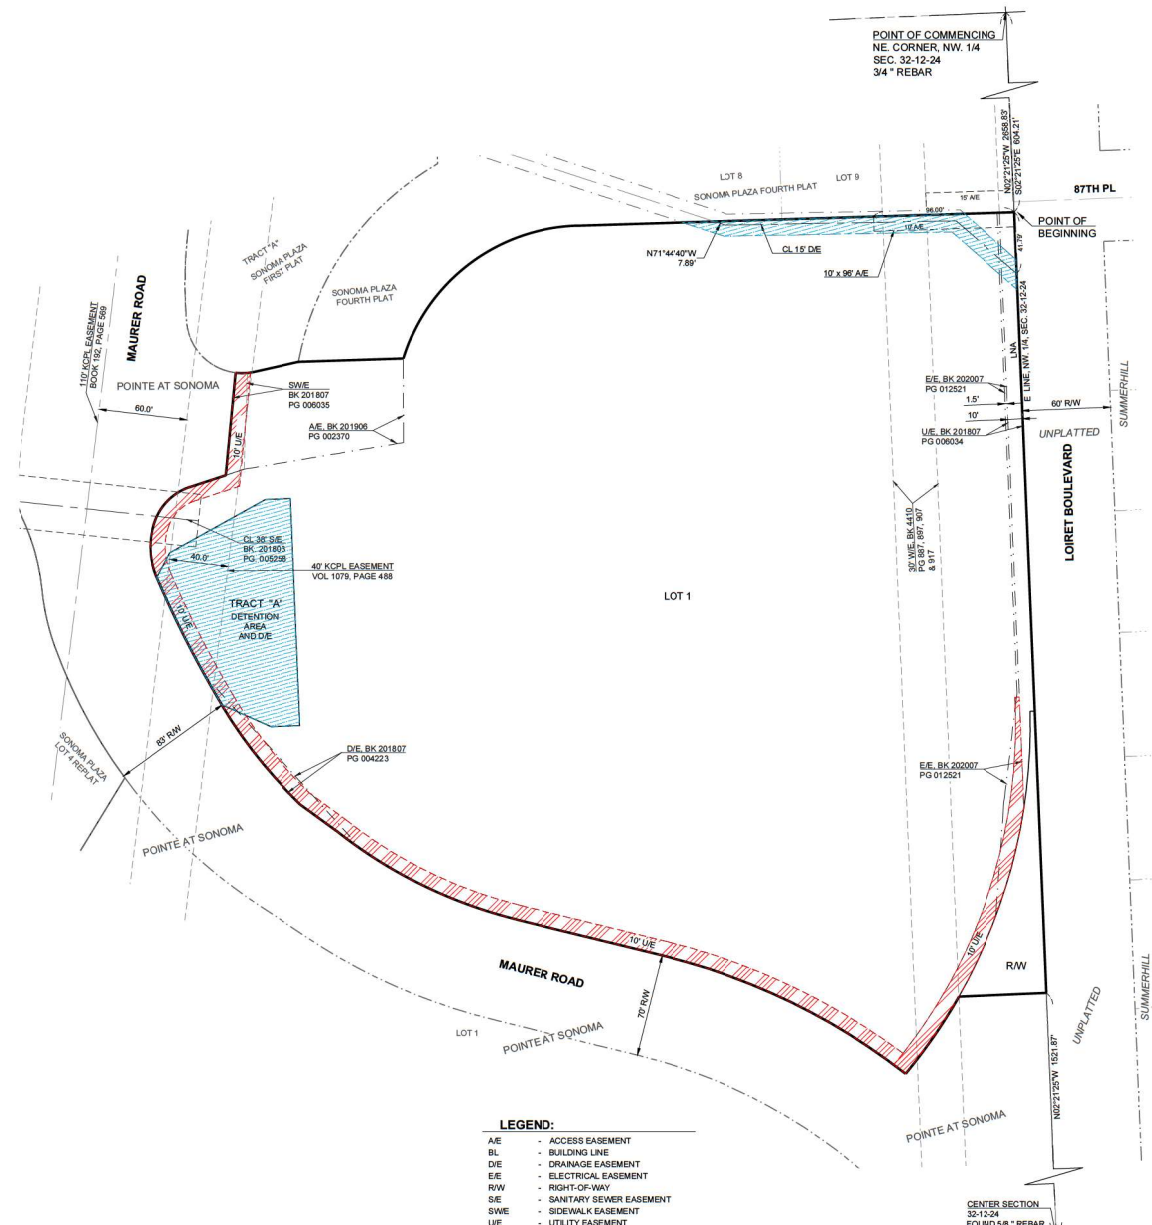 POINT OF COMMENCING
NE. CORNER, NW. 1/4
SEC. 32-12-24
3/4 " REBAR
N02°21'25"W 2658.83'
S02°21'25"E 604.21'
LOT 8
LOT 9
SONOMA PLAZA FOURTH PLAT
87TH PL
15' A/E
96.00'
10' A/E
POINT OF
BEGINNING
41.79'
N71°44'40"W
7.89'
CL 15' D/E
10' x 96' A/E
TRACT "A"
SONOMA PLAZA
FIRST PLAT
SONOMA PLAZA
FOURTH PLAT
MAURER ROAD
110' KCPL EASEMENT
BOOK 192, PAGE 569
POINTE AT SONOMA
60.0'
SW/E
BK 201807
PG 006035
A/E, BK 201906
PG 002370
10' U/E
LNA
E LINE, NW. 1/4, SEC. 32-12-24
E/E, BK 202007
PG 012521
1.5'
10'
60' R/W
U/E, BK 201807
PG 006034
UNPLATTED
SUMMERHILL
LOIRET BOULEVARD
30' W/E, BK 4410
PG 887, 897, 907
& 917
CL 38' S/E,
BK. 201803
PG. 005258
40.0'
40' KCPL EASEMENT
VOL 1079, PAGE 488
TRACT "A"
DETENTION
AREA
AND D/E
10' U/E
LOT 1
83' R/W
SONOMA PLAZA
LOT 4 REPLAT
D/E, BK 201807
PG 004223
E/E, BK 202007
PG 012521
POINTE AT SONOMA
10' U/E
10' U/E
R/W
MAURER ROAD
70' R/W
LOT 1
POINTE AT SONOMA
UNPLATTED
SUMMERHILL
N02°21'25"W 1521.87'
POINTE AT SONOMA
LEGEND:
A/E - ACCESS EASEMENT
BL - BUILDING LINE
D/E - DRAINAGE EASEMENT
E/E - ELECTRICAL EASEMENT
R/W - RIGHT-OF-WAY
S/E - SANITARY SEWER EASEMENT
SW/E - SIDEWALK EASEMENT
U/E - UTILITY EASEMENT
CENTER SECTION
32-12-24
FOUND 5/8 " REBAR